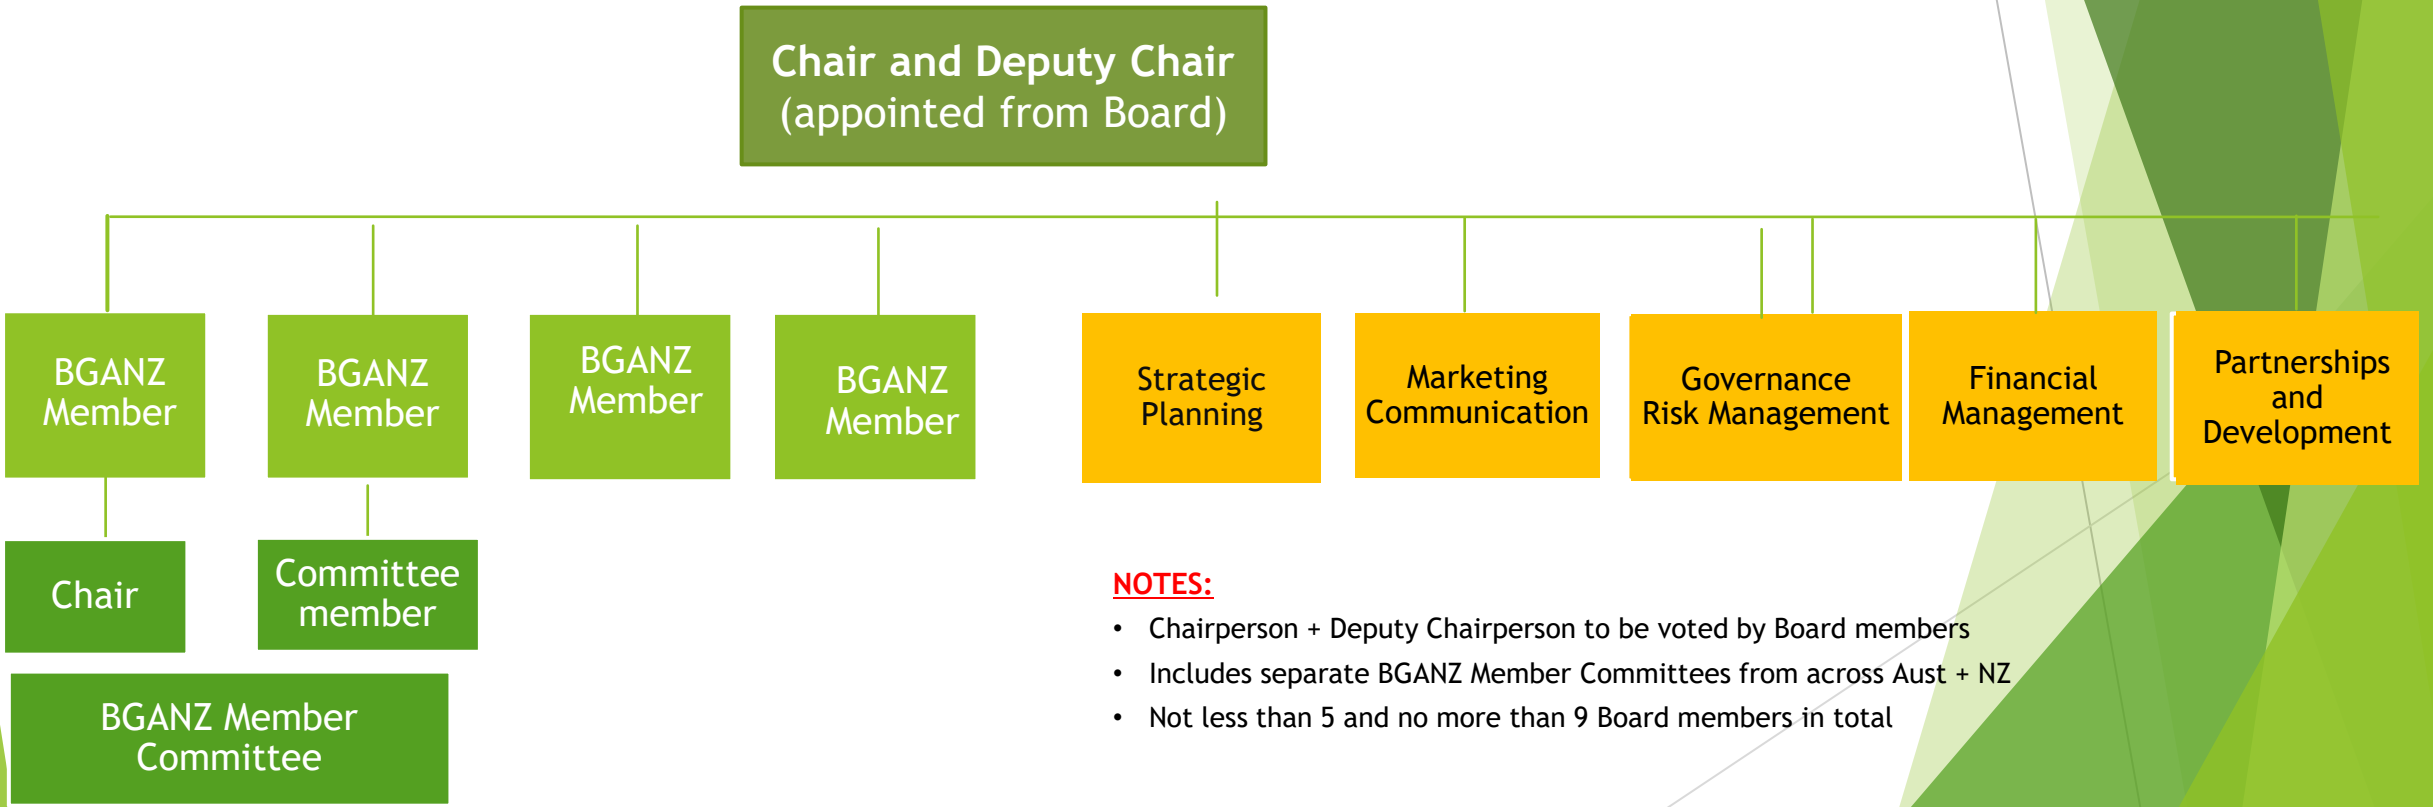 Chair and Deputy Chair
(appointed from Board)
BGANZ
Member
BGANZ
Member
BGANZ
Member
BGANZ
Member
Strategic
Planning
Marketing
Communication
Governance
Risk Management
Financial
Management
Partnerships
and
Development
Chair
Committee
member
BGANZ Member
Committee
NOTES:
• Chairperson + Deputy Chairperson to be voted by Board members
• Includes separate BGANZ Member Committees from across Aust + NZ
• Not less than 5 and no more than 9 Board members in total